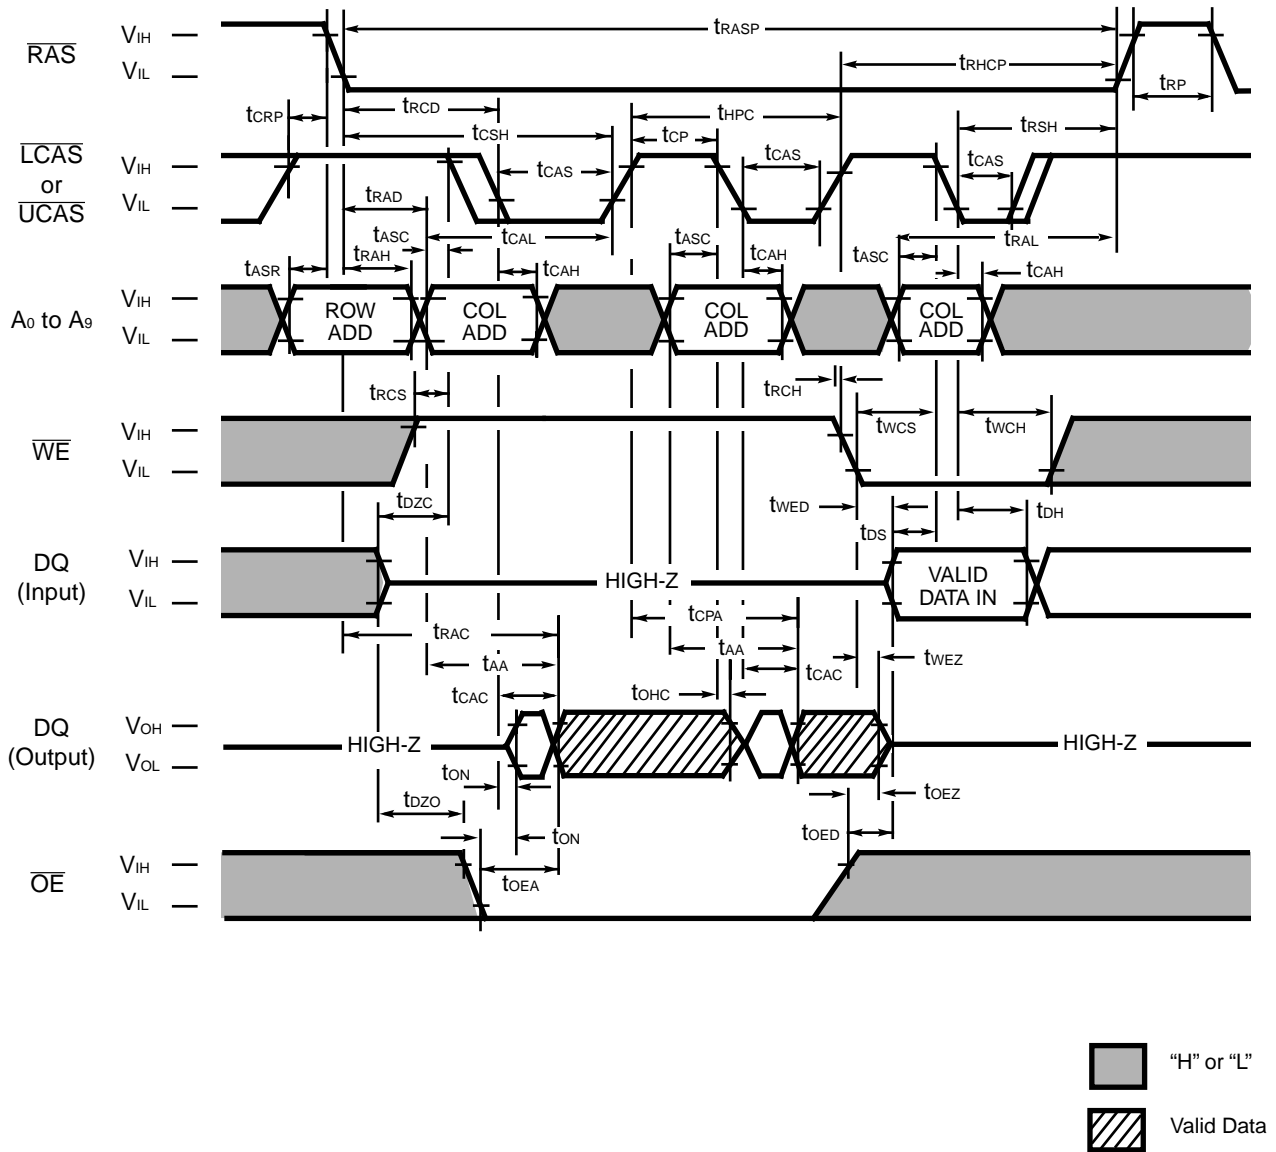 RAS
VIH
VIL
tRASP
tRHCP
tRP
tCRP
tRCD
tHPC
tRSH
tCSH
tCP
LCAS
or
UCAS
VIH
VIL
tCAS
tCAS
tCAS
tRAD
tASC
tCAL
tASC
tRAL
tASR
tRAH
tCAH
tCAH
tASC
tCAH
A0 to A9
VIH
VIL
ROW
ADD
COL
ADD
COL
ADD
COL
ADD
tRCS
tRCH
tWCS
tWCH
WE
VIH
VIL
tDZC
tWED
tDS
tDH
DQ
(Input)
VIH
VIL
HIGH-Z
VALID
DATA IN
tCPA
tRAC
tAA
tAA
tWEZ
tCAC
tOHC
tCAC
DQ
(Output)
VOH
VOL
HIGH-Z
HIGH-Z
tON
tDZO
tOEZ
tON
tOED
OE
VIH
VIL
tOEA
“H” or “L”
Valid Data